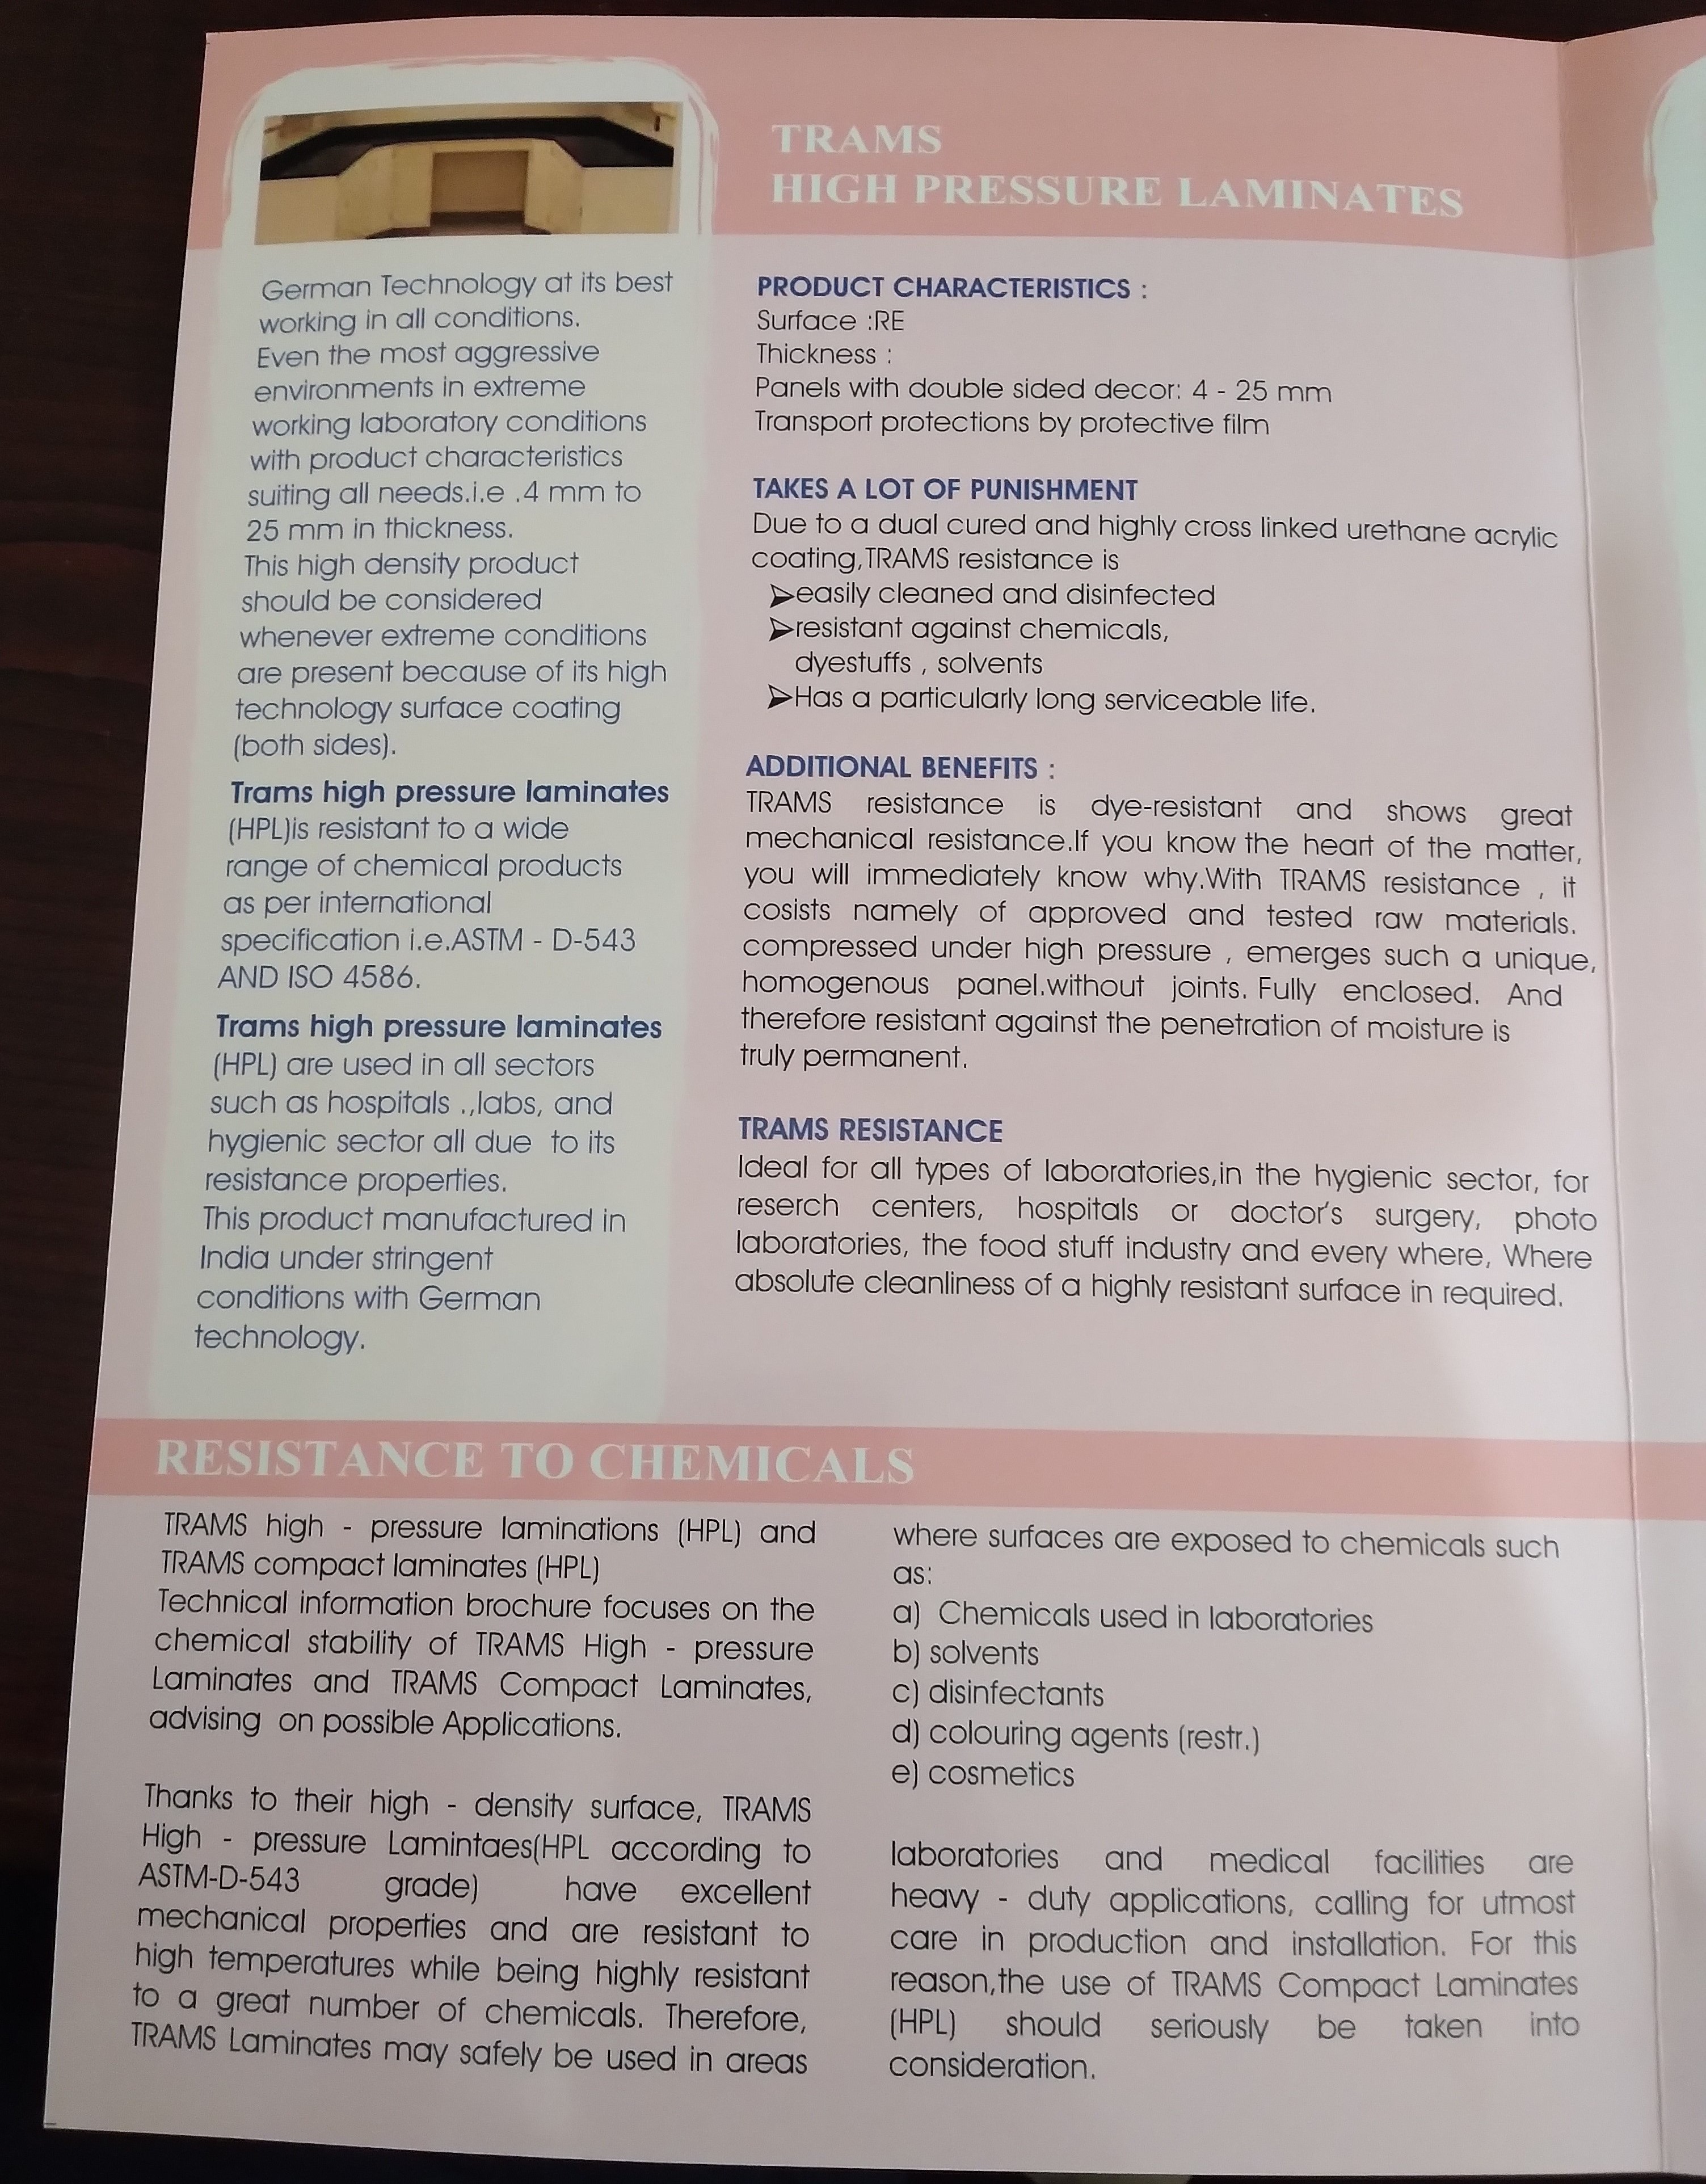 TRAMS
HIGH PRESSURE LAMINATES
German Technology at its best
working in all conditions.
Even the most aggressive
environments in extreme
working laboratory conditions
with product characteristics
suiting all needs.i.e .4 mm to
25 mm in thickness.
This high density product
should be considered
whenever extreme conditions
are present because of its high
technology surface coating
(both sides).
Trams high pressure laminates
(HPL)is resistant to a wide
range of chemical products
as per international
specification i.e.ASTM - D-543
AND ISO 4586.
Trams high pressure laminates
(HPL) are used in all sectors
such as hospitals .,labs, and
hygienic sector all due to its
resistance properties.
This product manufactured in
India under stringent
conditions with German
technology.
PRODUCT CHARACTERISTICS :
Surface :RE
Thickness :
Panels with double sided decor: 4 - 25 mm
Transport protections by protective film
TAKES A LOT OF PUNISHMENT
Due to a dual cured and highly cross linked urethane acrylic
coating,TRAMS resistance is
➢easily cleaned and disinfected
➢resistant against chemicals,
dyestuffs , solvents
➢Has a particularly long serviceable life.
ADDITIONAL BENEFITS :
TRAMS resistance is dye-resistant and shows great
mechanical resistance.If you know the heart of the matter,
you will immediately know why.With TRAMS resistance , it
cosists namely of approved and tested raw materials.
compressed under high pressure , emerges such a unique,
homogenous panel.without joints. Fully enclosed. And
therefore resistant against the penetration of moisture is
truly permanent.
TRAMS RESISTANCE
Ideal for all types of laboratories,in the hygienic sector, for
reserch centers, hospitals or doctor's surgery, photo
laboratories, the food stuff industry and every where, Where
absolute cleanliness of a highly resistant surface in required.
RESISTANCE TO CHEMICALS
TRAMS high - pressure laminations (HPL) and
TRAMS compact laminates (HPL)
Technical information brochure focuses on the
chemical stability of TRAMS High - pressure
Laminates and TRAMS Compact Laminates,
advising on possible Applications.
Thanks to their high - density surface, TRAMS
High - pressure Lamintaes(HPL according to
ASTM-D-543 grade) have excellent
mechanical properties and are resistant to
high temperatures while being highly resistant
to a great number of chemicals. Therefore,
TRAMS Laminates may safely be used in areas
where surfaces are exposed to chemicals such
as:
a) Chemicals used in laboratories
b) solvents
c) disinfectants
d) colouring agents (restr.)
e) cosmetics
laboratories and medical facilities are
heavy - duty applications, calling for utmost
care in production and installation. For this
reason,the use of TRAMS Compact Laminates
(HPL) should seriously be taken into
consideration.